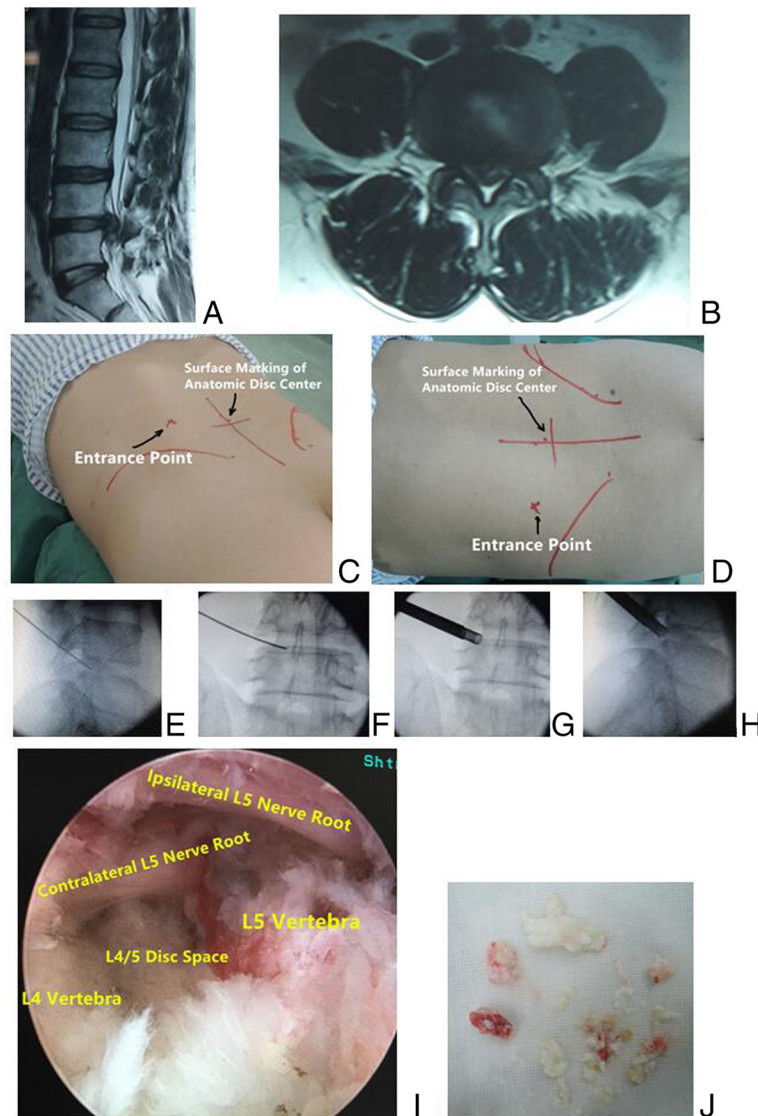 A
B
Surface Matking of
Anatomic Disc Center
Entrance Point
C
Surface Marking of
Anatomic Disc Center
Entrance Point
D
E
F
G
H
Ipsilateral L5 Nerve Root
Contralateral L5 Nerve Root
L5 Vertebra
L4/5 Disc Space
L4 Vertebra
I
J